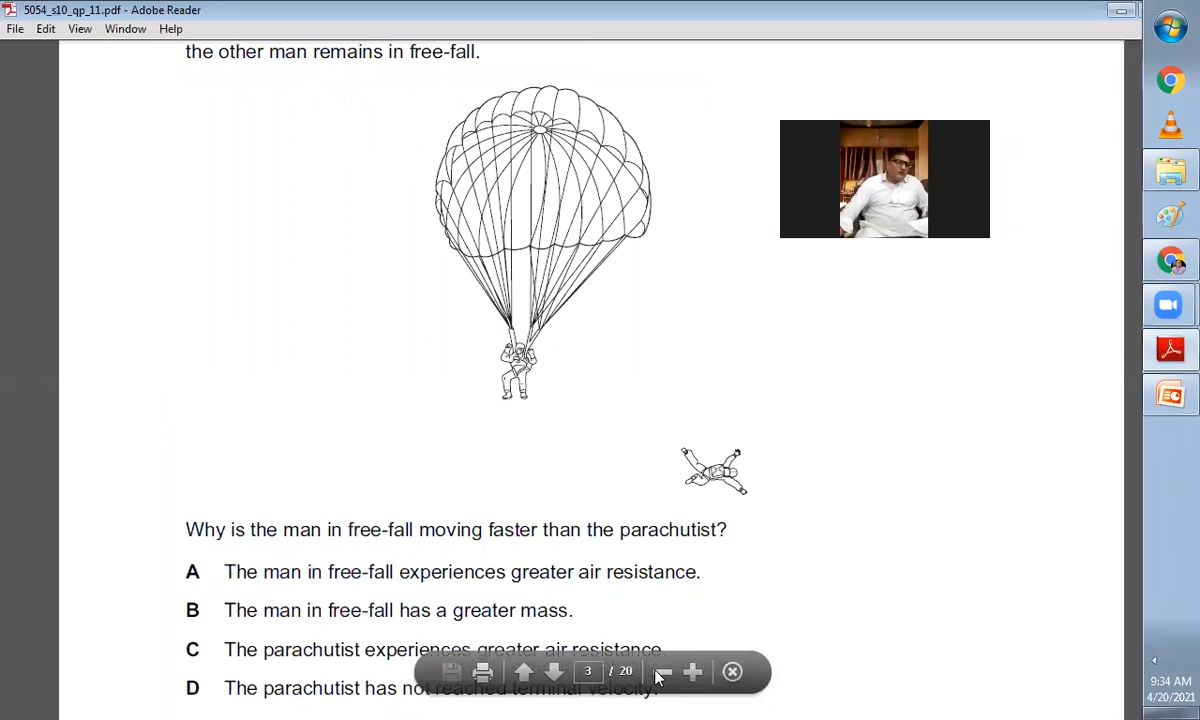 5054_s10_qp_11.pdf - Adobe Reader
File Edit View Window Help
the other man remains in free-fall.
Why is the man in free-fall moving faster than the parachutist?
A The man in free-fall experiences greater air resistance.
B The man in free-fall has a greater mass.
C The parachutist experiences greater air resistance.
D The parachutist has not reached terminal velocity.
3 / 20
9:34 AM
4/20/2021